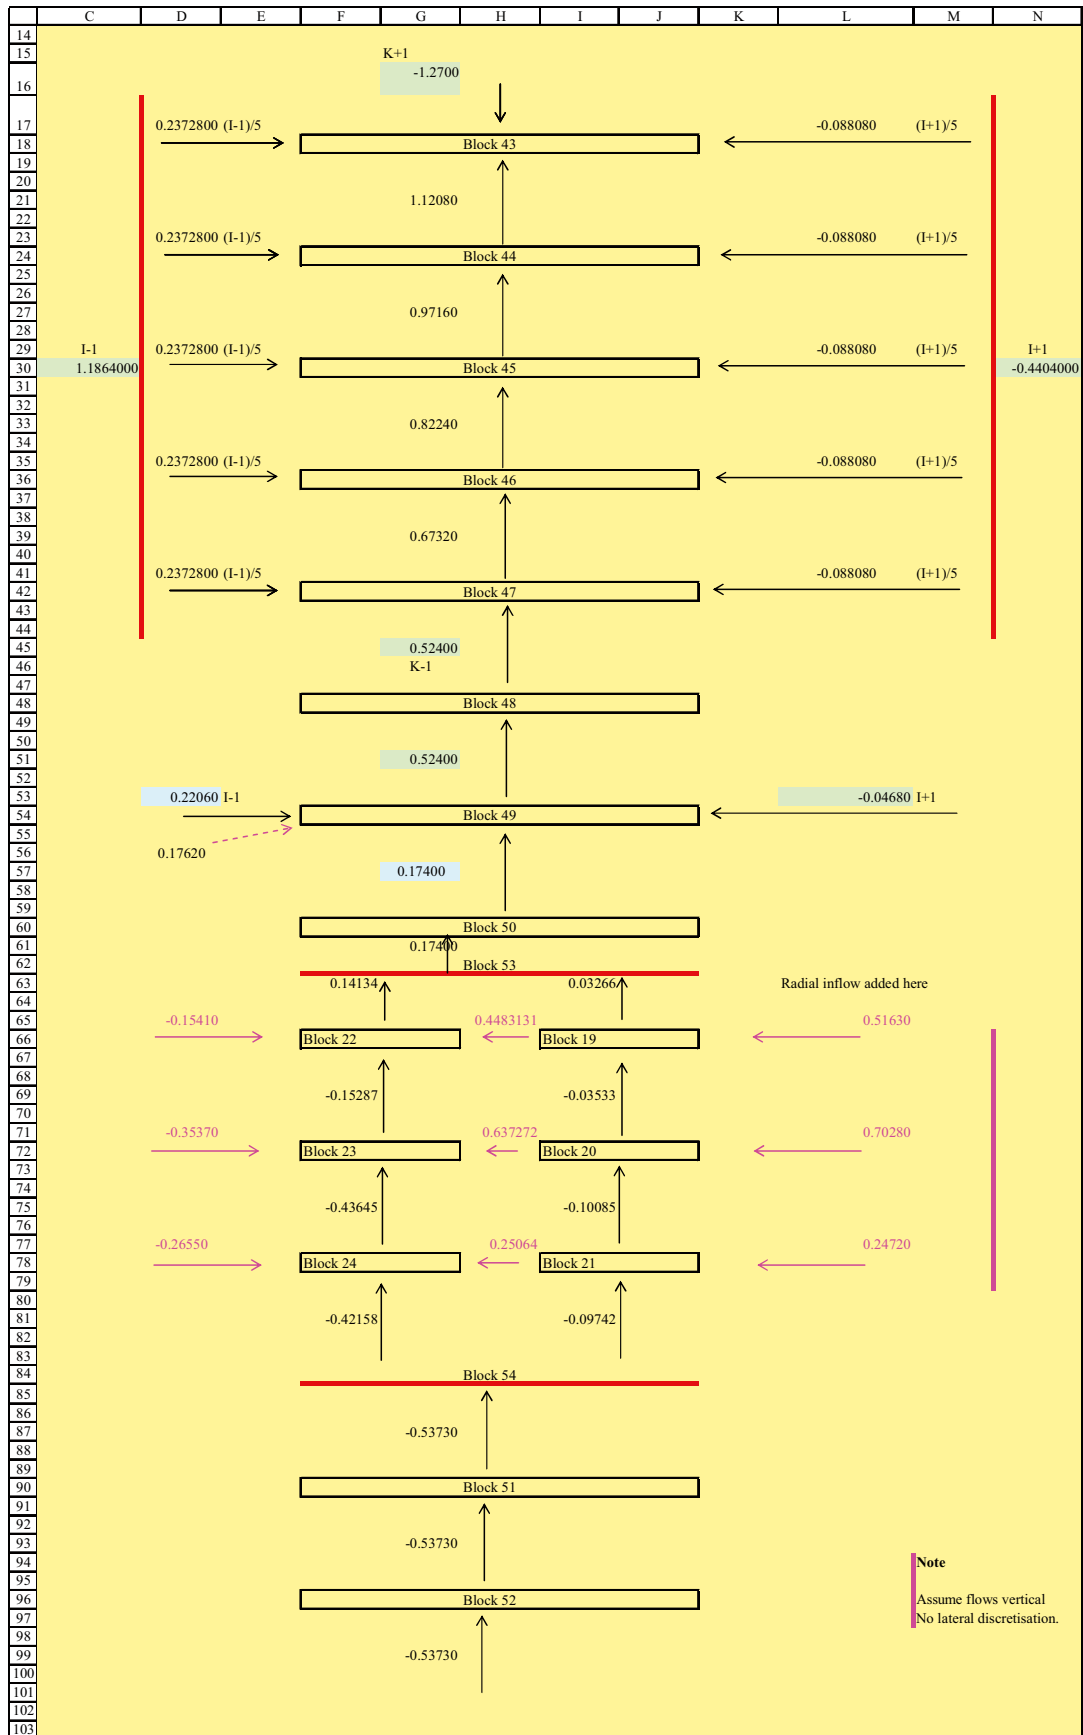 C D E F G H I J K L M N
14
15 K+1
16 -1.2700
17 0.2372800 (I-1)/5 -0.088080 (I+1)/5
18 Block 43
19
20
21 1.12080
22
23 0.2372800 (I-1)/5 -0.088080 (I+1)/5
24 Block 44
25
26
27 0.97160
28
29 I-1 0.2372800 (I-1)/5 -0.088080 (I+1)/5 I+1
30 1.1864000 Block 45 -0.4404000
31
32
33 0.82240
34
35 0.2372800 (I-1)/5 -0.088080 (I+1)/5
36 Block 46
37
38
39 0.67320
40
41 0.2372800 (I-1)/5 -0.088080 (I+1)/5
42 Block 47
43
44
45 0.52400
46 K-1
47
48 Block 48
49
50
51 0.52400
52
53 0.22060 I-1 -0.04680 I+1
54 Block 49
55
56 0.17620
57 0.17400
58
59
60 Block 50
61 0.17400
62 Block 53
63 0.14134 0.03266 Radial inflow added here
64
65 -0.15410 0.4483131 0.51630
66 Block 22 Block 19
67
68
69 -0.15287 -0.03533
70
71 -0.35370 0.637272 0.70280
72 Block 23 Block 20
73
74
75 -0.43645 -0.10085
76
77 -0.26550 0.25064 0.24720
78 Block 24 Block 21
79
80
81 -0.42158 -0.09742
82
83
84 Block 54
85
86
87 -0.53730
88
89
90 Block 51
91
92
93 -0.53730
94 Note
95
96 Block 52 Assume flows vertical
97 No lateral discretisation.
98
99 -0.53730
100
101
102
103